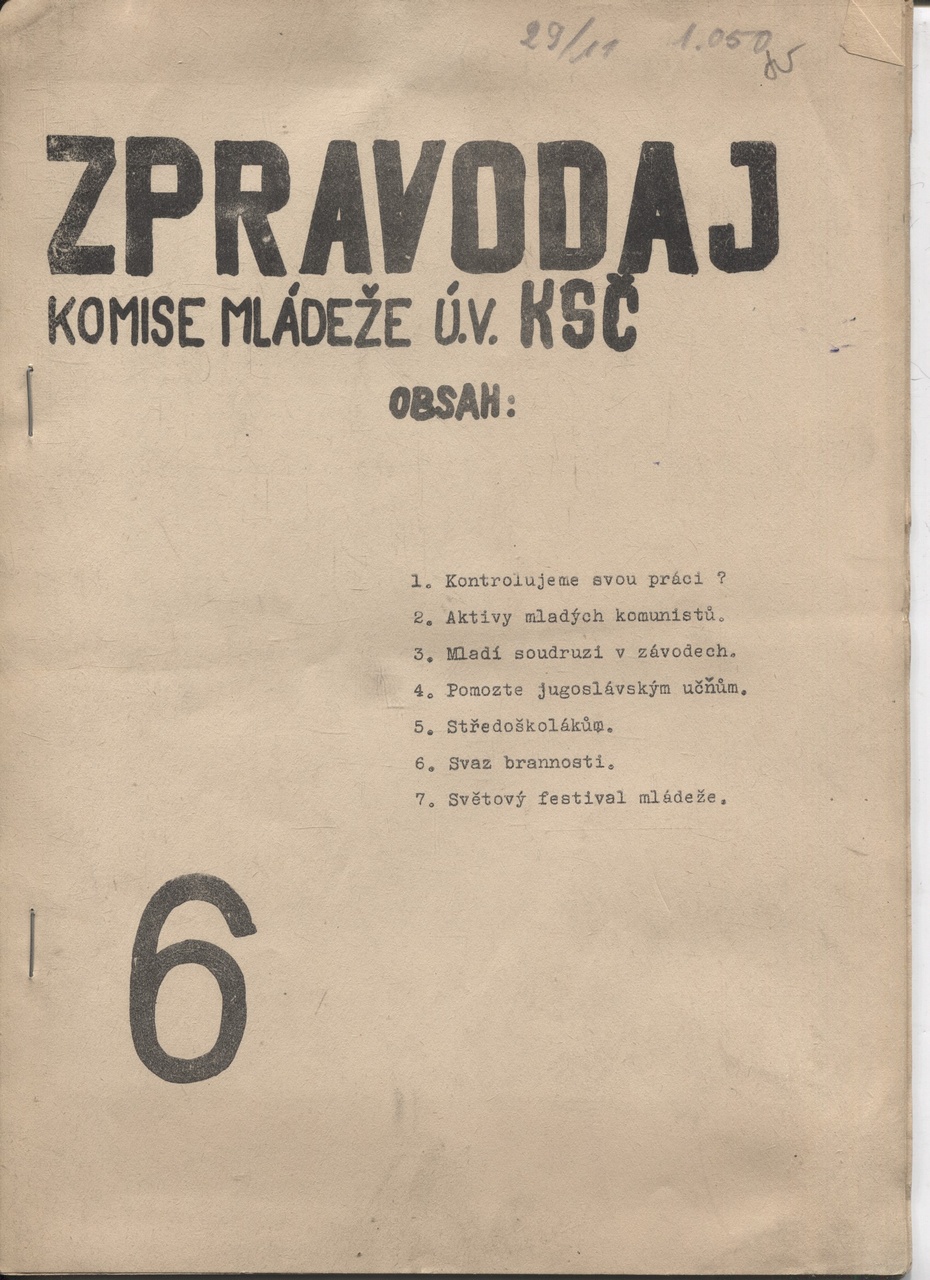 29/11 1.050
ZPRAVODAJ
KOMISE MLÁDEŽE Ú.V. KSČ
OBSAH:
1. Kontrolujeme svou práci ?
2. Aktivy mladých komunistů.
3. Mladí soudruzi v závodech.
4. Pomozte jugoslávským učňům.
5. Středoškolákům.
6. Svaz brannosti.
7. Světový festival mládeže.
6